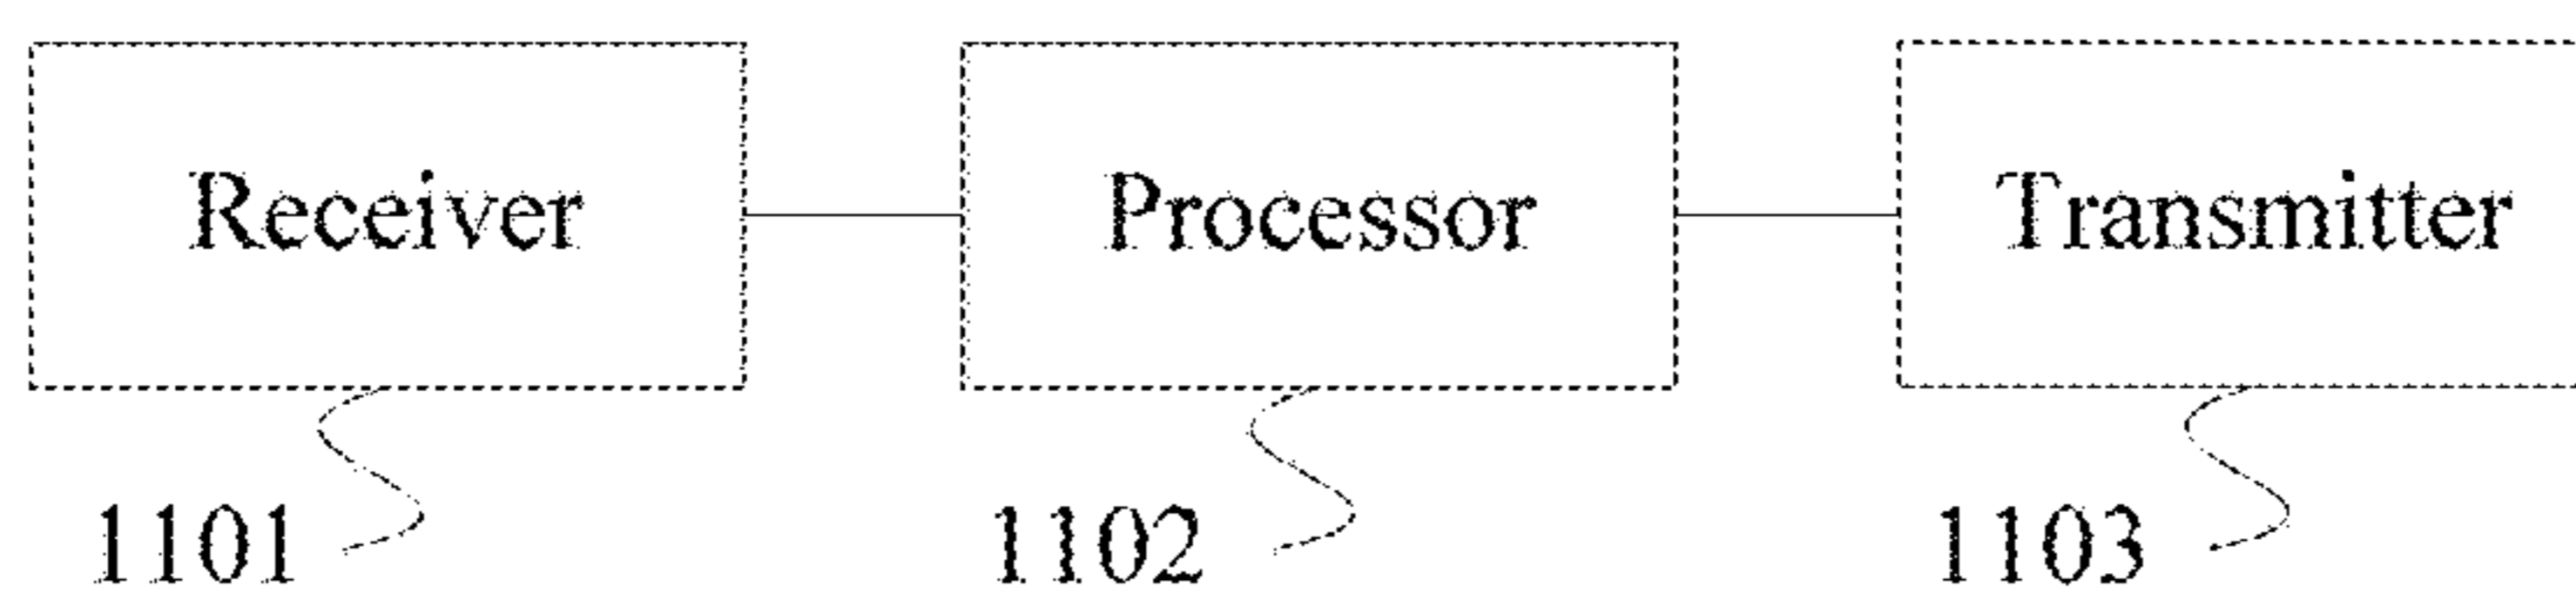 Receiver Processor Transmitter
1101 1102 1103